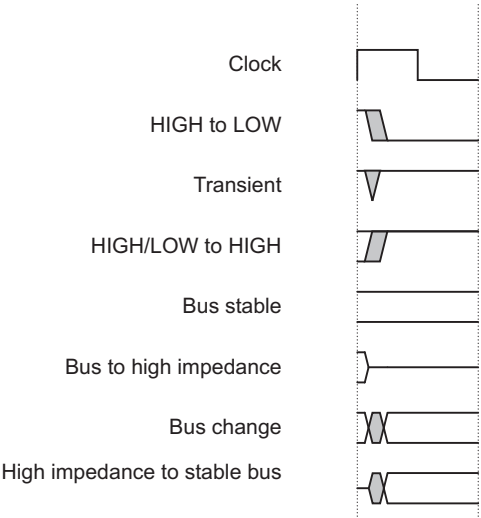 Clock
HIGH to LOW
Transient
HIGH/LOW to HIGH
Bus stable
Bus to high impedance
Bus change
High impedance to stable bus